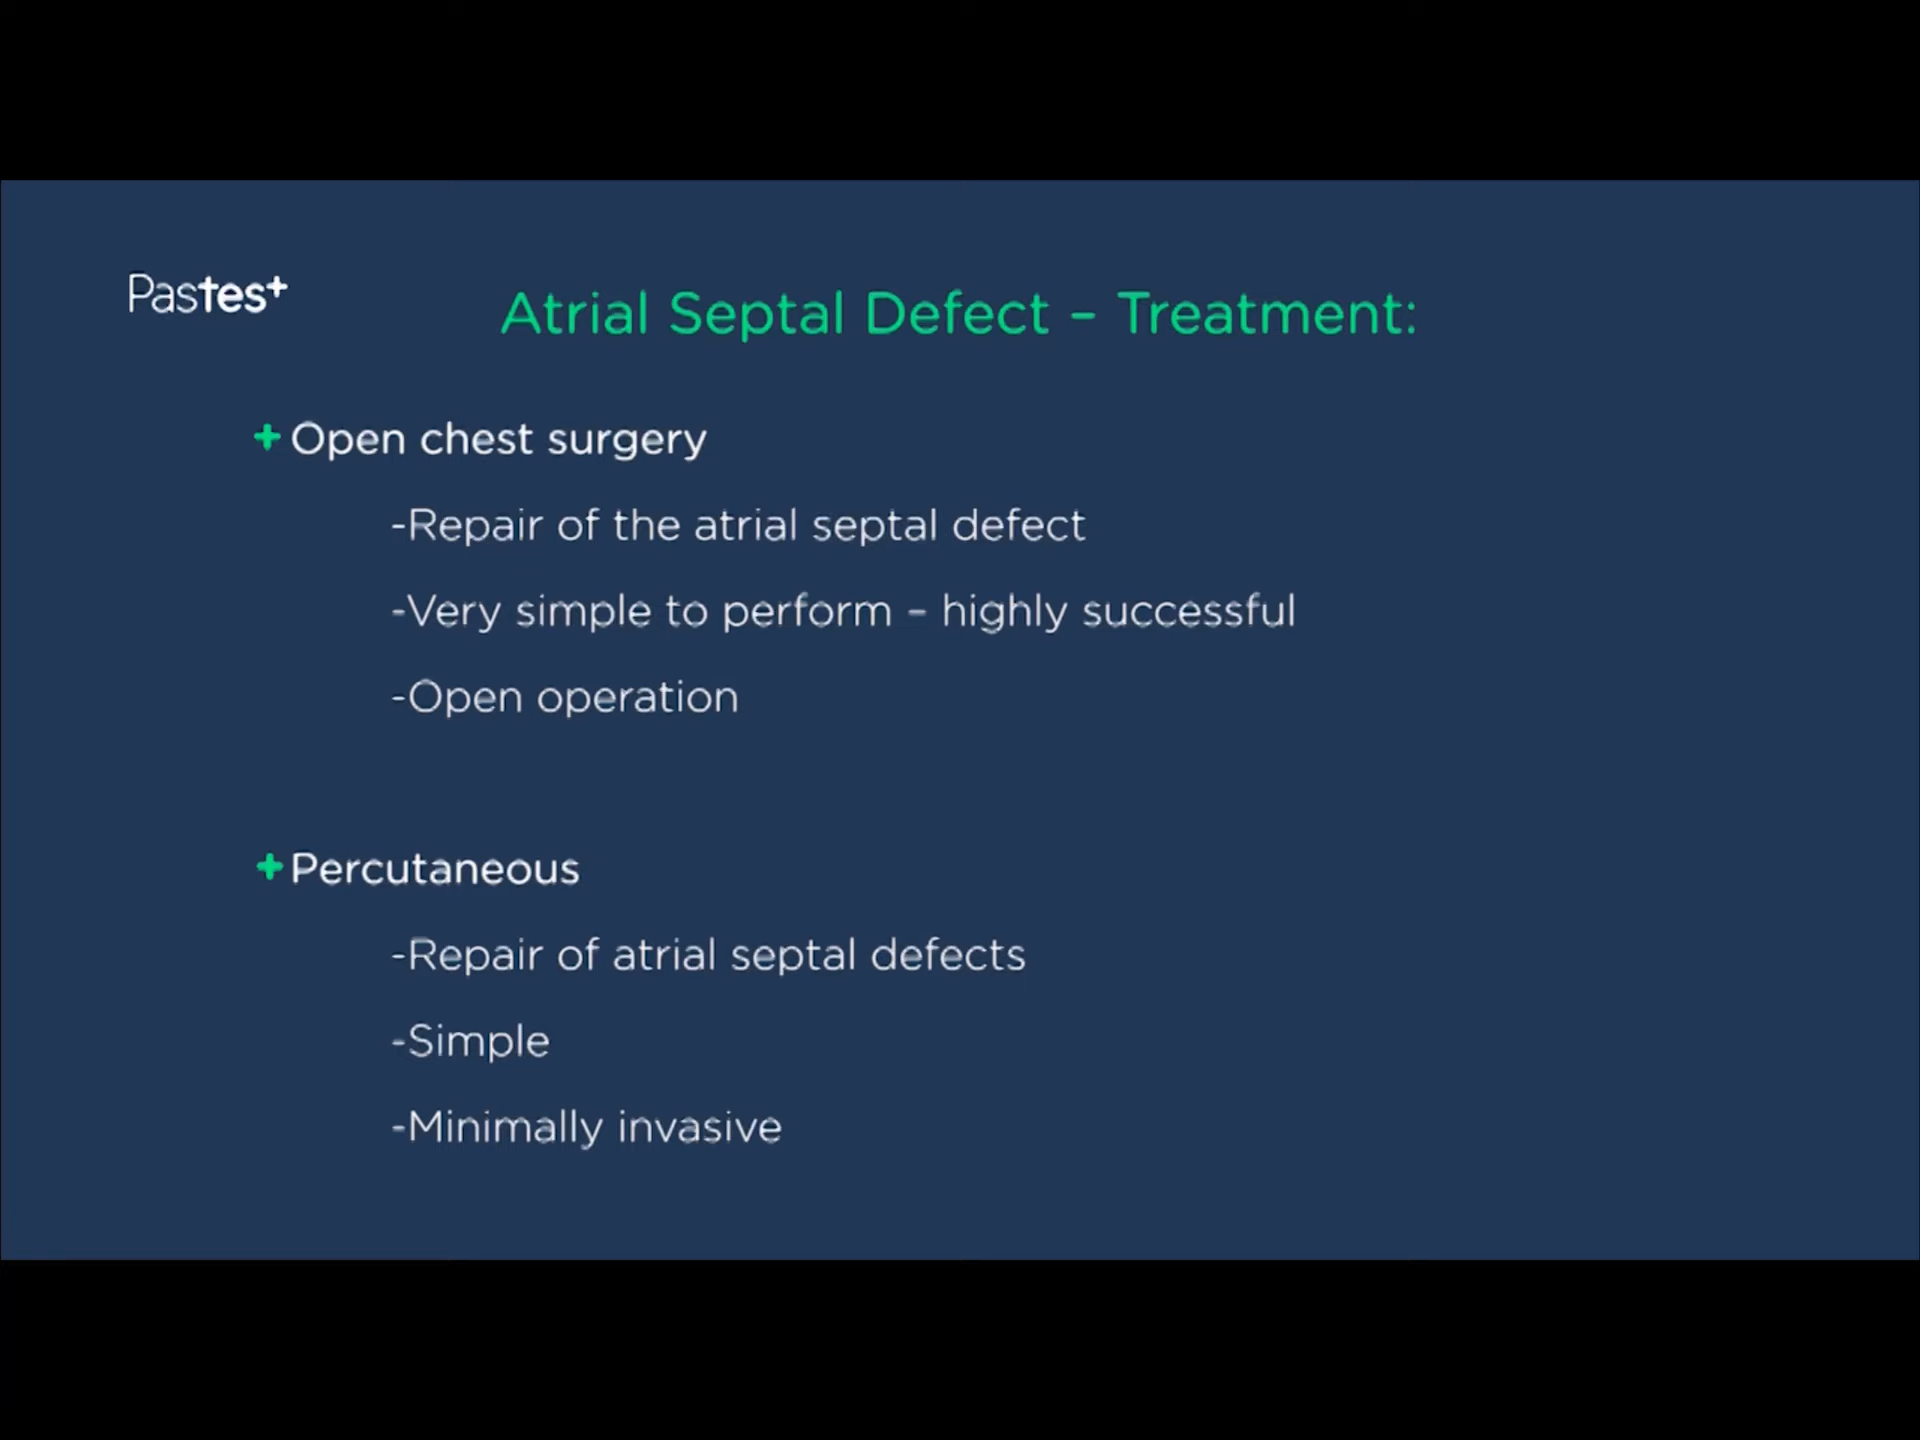 Pastes+
Atrial Septal Defect – Treatment:
+ Open chest surgery
-Repair of the atrial septal defect
-Very simple to perform – highly successful
-Open operation
+ Percutaneous
-Repair of atrial septal defects
-Simple
-Minimally invasive